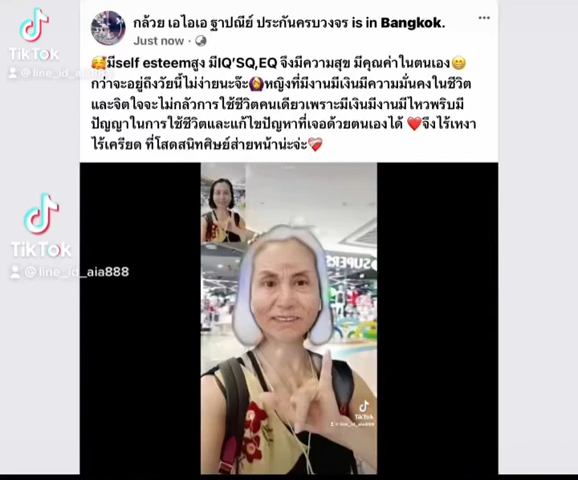 TikTok
@line_id_aia888
กล้วย เอไอเอ ฐาปณีย์ ประกันครบวงจร is in Bangkok.
Just now ·
🥰มีself esteemสูง มีIQ'SQ,EQ จึงมีความสุข มีคุณค่าในตนเอง😁
กว่าจะอยู่ถึงวัยนี้ไม่ง่ายนะจ๊ะ🙆‍♀️หญิงที่มีงานมีเงินมีความมั่นคงในชีวิต
และจิตใจจะไม่กลัวการใช้ชีวิตคนเดียวเพราะมีเงินมีงานมีไหวพริบมี
ปัญญาในการใช้ชีวิตและแก้ไขปัญหาที่เจอด้วยตนเองได้ ❤️จึงไร้เหงา
ไร้เครียด ที่โสดสนิทศิษย์ส่ายหน้าน่ะจ่ะ❤️‍🩹
TikTok
@line_id_aia888
SUPERS
TikTok
@line_id_aia888